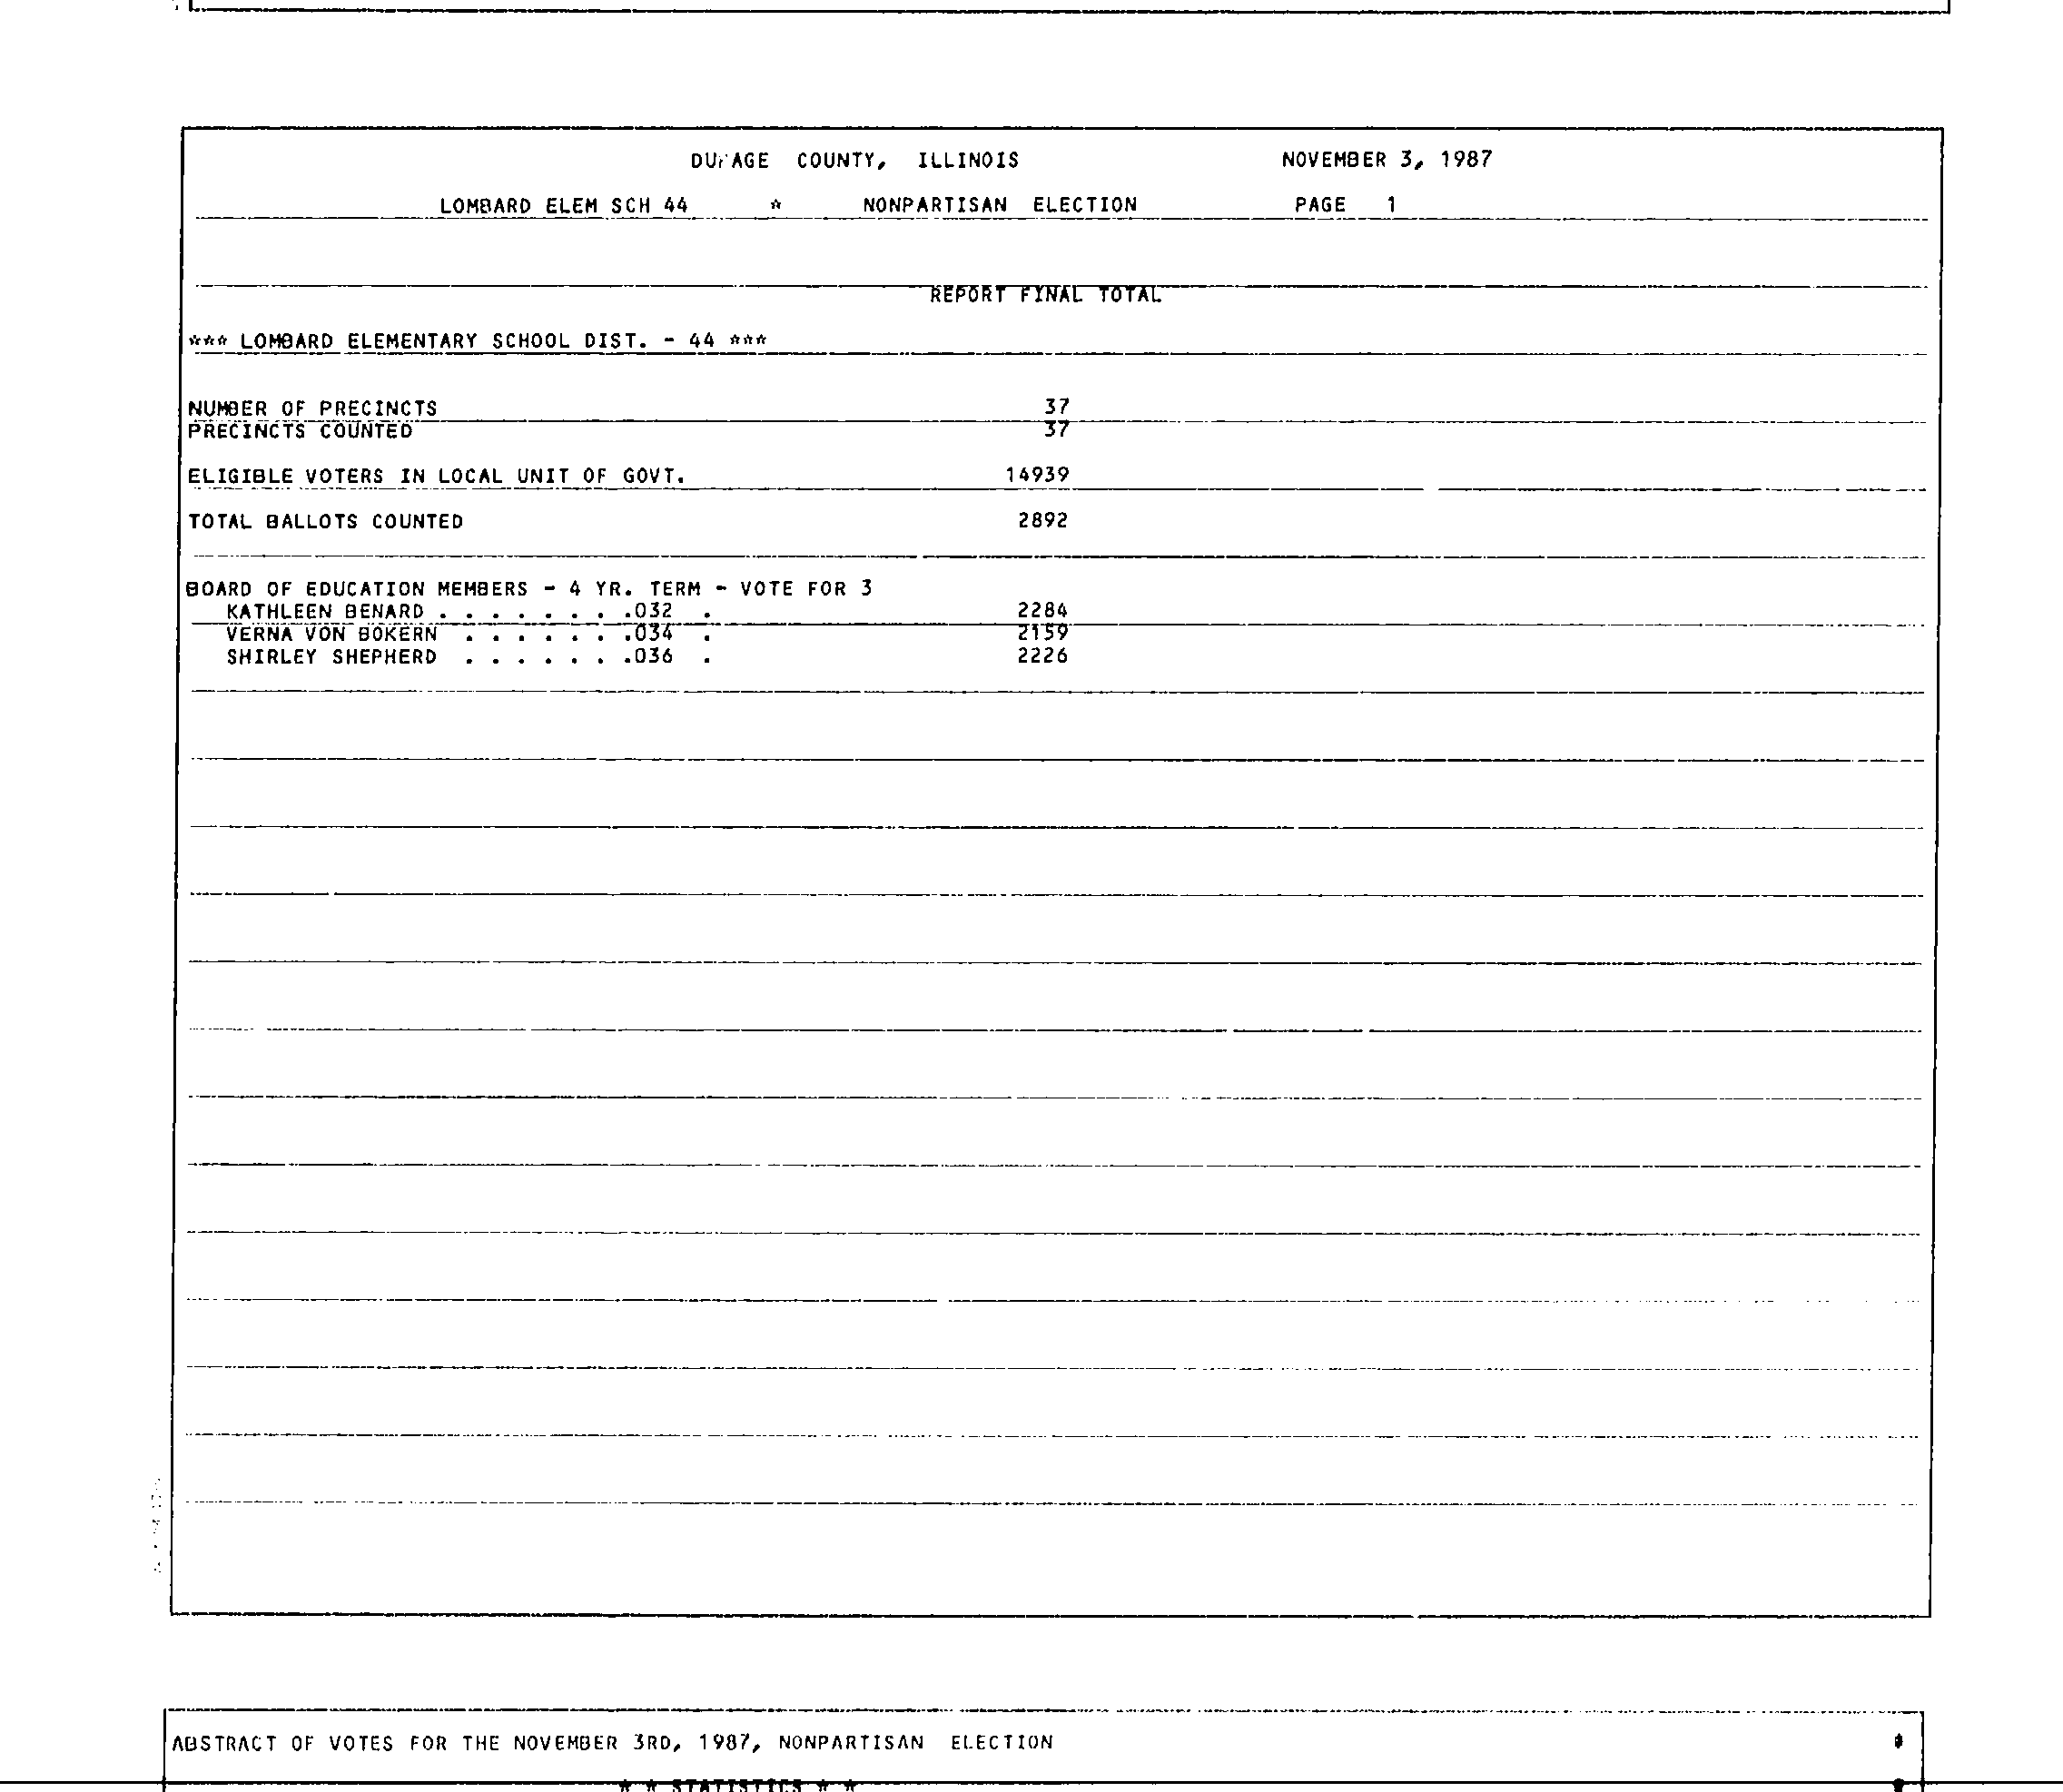 DUPAGE COUNTY, ILLINOIS NOVEMBER 3, 1987
LOMBARD ELEM SCH 44 * NONPARTISAN ELECTION PAGE 1
REPORT FINAL TOTAL
*** LOMBARD ELEMENTARY SCHOOL DIST. - 44 ***
NUMBER OF PRECINCTS 37
PRECINCTS COUNTED 37
ELIGIBLE VOTERS IN LOCAL UNIT OF GOVT. 14939
TOTAL BALLOTS COUNTED 2892
BOARD OF EDUCATION MEMBERS - 4 YR. TERM - VOTE FOR 3
KATHLEEN BENARD . . . . . . . .032 . 2284
VERNA VON BOKERN . . . . . . .034 . 2159
SHIRLEY SHEPHERD . . . . . . .036 . 2226
ABSTRACT OF VOTES FOR THE NOVEMBER 3RD, 1987, NONPARTISAN ELECTION
* * STATISTICS * *